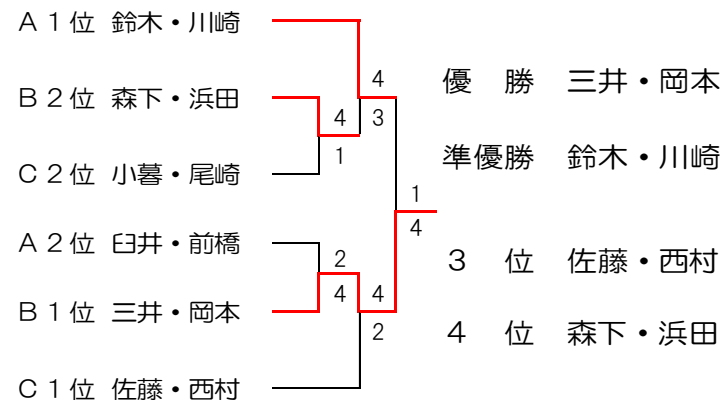 A1位 鈴木・川崎
B2位 森下・浜田
C2位 小暮・尾崎
A2位 臼井・前橋
B1位 三井・岡本
C1位 佐藤・西村
4
3
4
1
2
4
4
2
1
4
優 勝 三井・岡本
準優勝 鈴木・川崎
3 位 佐藤・西村
4 位 森下・浜田